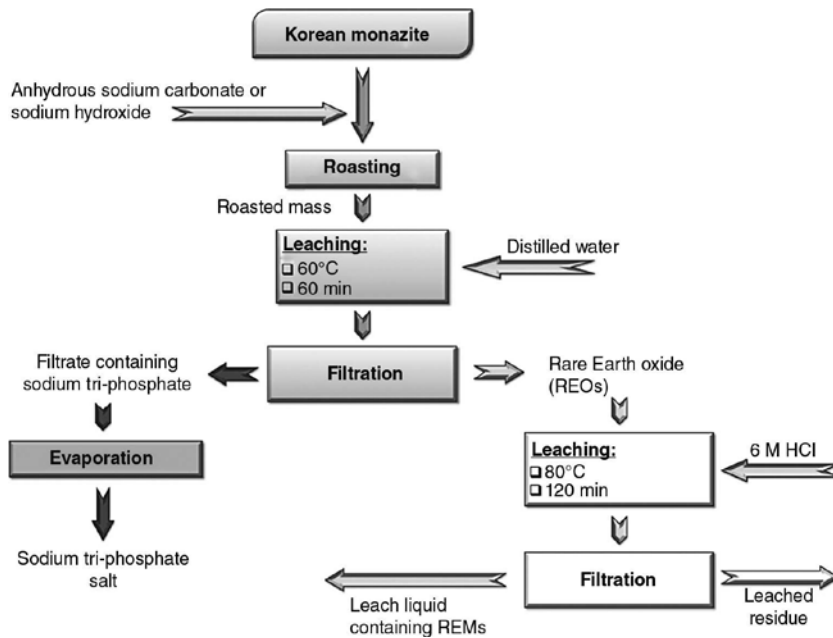 Korean monazite
Anhydrous sodium carbonate or
sodium hydroxide
Roasting
Roasted mass
Leaching:
60°C
60 min
Distilled water
Filtration
Filtrate containing
sodium tri-phosphate
Rare Earth oxide
(REOs)
Evaporation
Leaching:
80°C
120 min
6 M HCl
Sodium tri-phosphate
salt
Filtration
Leach liquid
containing REMs
Leached
residue